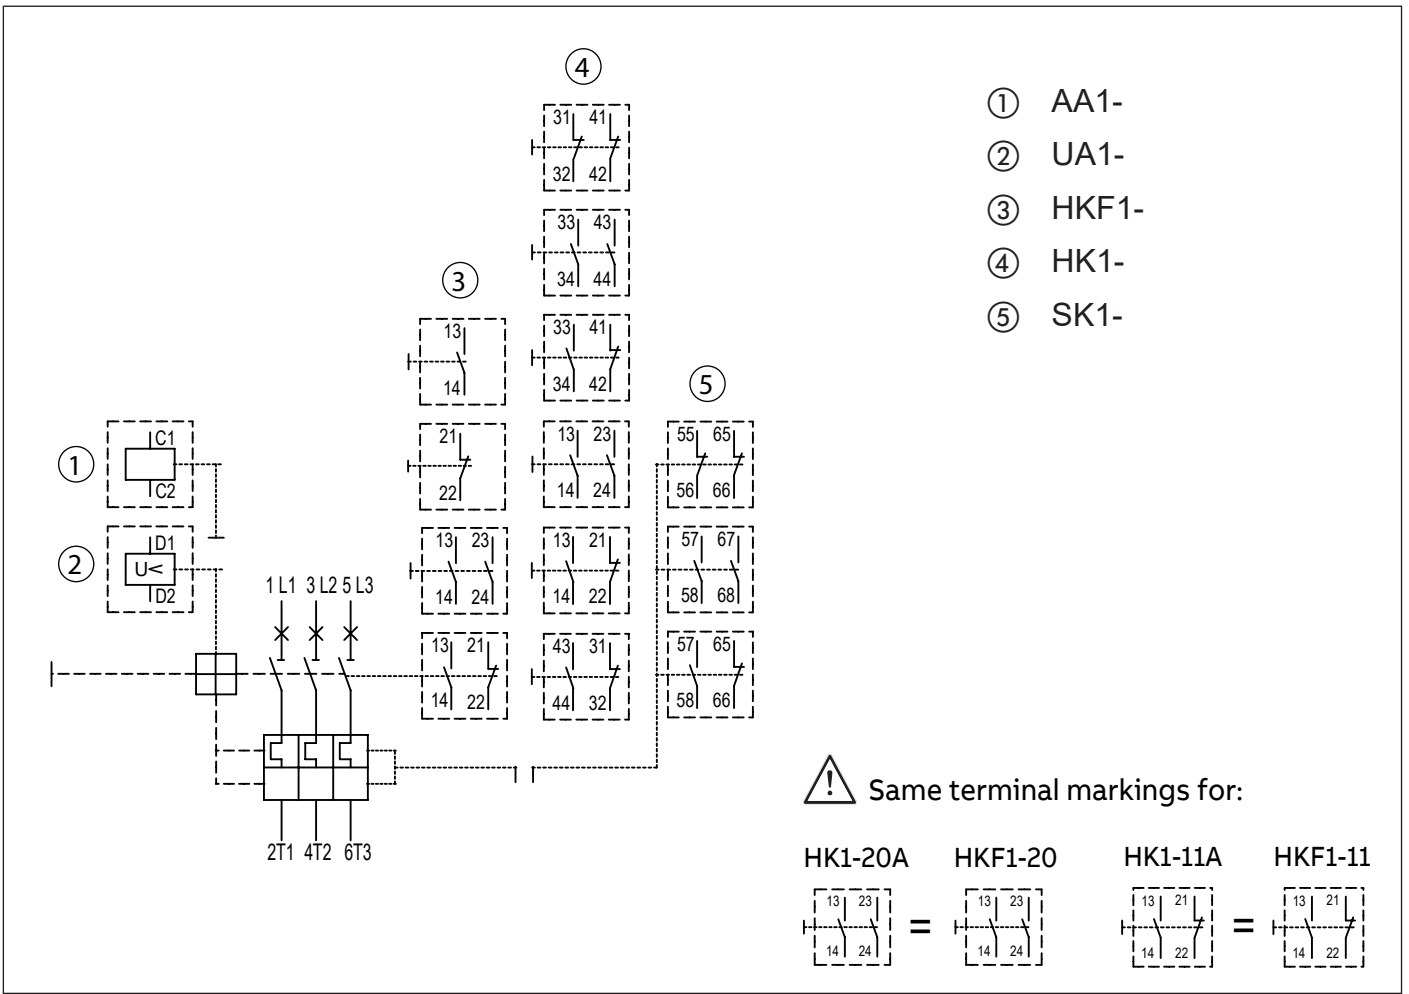 4
31 41
32 42
33 43
34 44
33 41
34 42
13 23
14 24
13 21
14 22
43 31
44 32
3
13
14
21
22
13 23
14 24
13 21
14 22
5
55 65
56 66
57 67
58 68
57 65
58 66
1
C1
C2
2
D1
U<
D2
1 L1 3 L2 5 L3
2T1 4T2 6T3
1 AA1-
2 UA1-
3 HKF1-
4 HK1-
5 SK1-
! Same terminal markings for:
HK1-20A HKF1-20 HK1-11A HKF1-11
13 23 13 23 13 21 13 21
= =
14 24 14 24 14 22 14 22